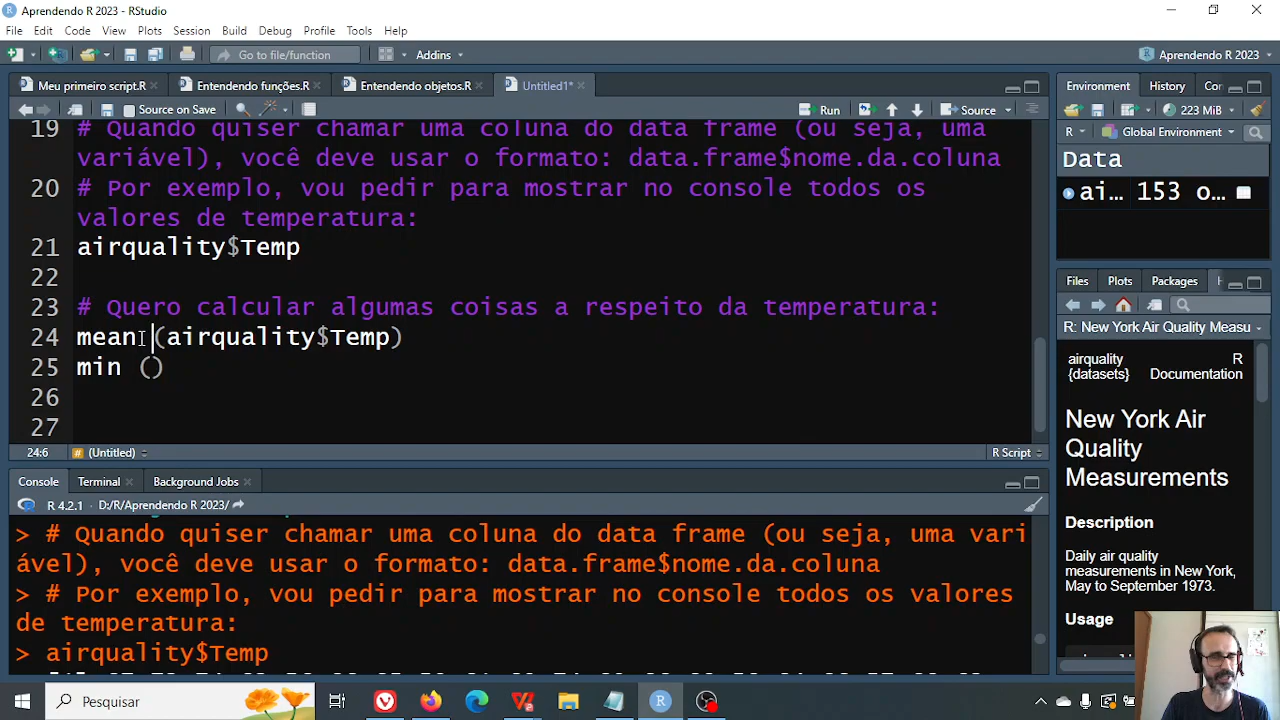 Aprendendo R 2023 - RStudio
File Edit Code View Plots Session Build Debug Profile Tools Help
Go to file/function Addins Aprendendo R 2023
Meu primeiro script.R Entendendo funções.R Entendendo objetos.R Untitled1*
Source on Save Run Source
19 # Quando quiser chamar uma coluna do data frame (ou seja, uma
variável), você deve usar o formato: data.frame$nome.da.coluna
20 # Por exemplo, vou pedir para mostrar no console todos os
valores de temperatura:
21 airquality$Temp
22
23 # Quero calcular algumas coisas a respeito da temperatura:
24 mean (airquality$Temp)
25 min ()
26
27
24:6 (Untitled) R Script
Console Terminal Background Jobs
R 4.2.1 · D:/R/Aprendendo R 2023/
> # Quando quiser chamar uma coluna do data frame (ou seja, uma vari
ável), você deve usar o formato: data.frame$nome.da.coluna
> # Por exemplo, vou pedir para mostrar no console todos os valores
de temperatura:
> airquality$Temp
Environment History Cor
223 MiB
R Global Environment
Data
ai... 153 o...
Files Plots Packages
R: New York Air Quality Measu
airquality R
{datasets} Documentation
New York Air
Quality
Measurements
Description
Daily air quality
measurements in New York,
May to September 1973.
Usage
Pesquisar